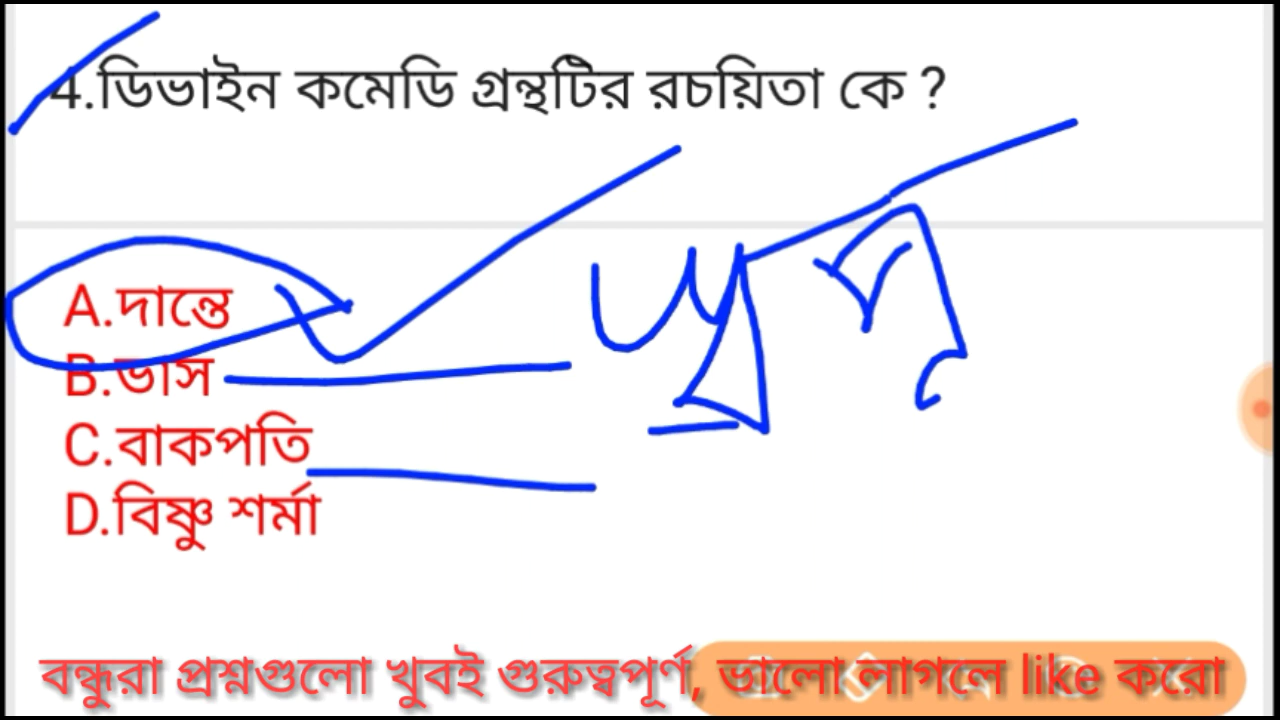 4.ডিভাইন কমেডি গ্রন্থটির রচয়িতা কে ?
A.দান্তে
B.ভাস
C.বাকপতি
D.বিষ্ণু শর্মা
বন্ধুরা প্রশ্নগুলো খুবই গুরুত্বপূর্ণ, ভালো লাগলে like করো